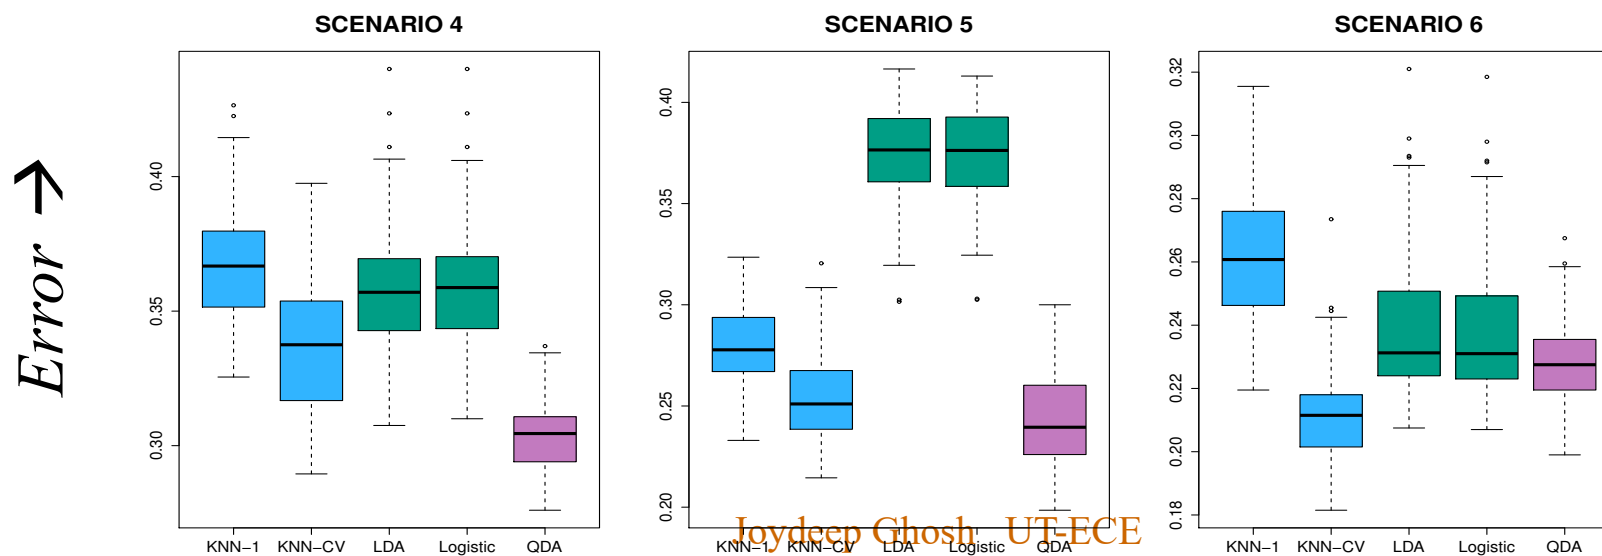 SCENARIO 4
SCENARIO 5
SCENARIO 6
Error →
0.40
0.35
0.30
KNN−1 KNN−CV LDA Logistic QDA
0.40
0.35
0.30
0.25
0.20
KNN−1 KNN−CV LDA Logistic QDA
0.32
0.30
0.28
0.26
0.24
0.22
0.20
0.18
KNN−1 KNN−CV LDA Logistic QDA
Joydeep Ghosh UT-ECE